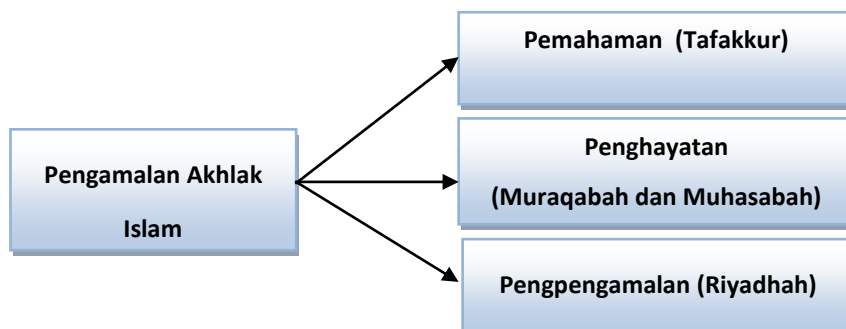 Pengamalan Akhlak
Islam
Pemahaman (Tafakkur)
Penghayatan
(Muraqabah dan Muhasabah)
Pengpengamalan (Riyadhah)